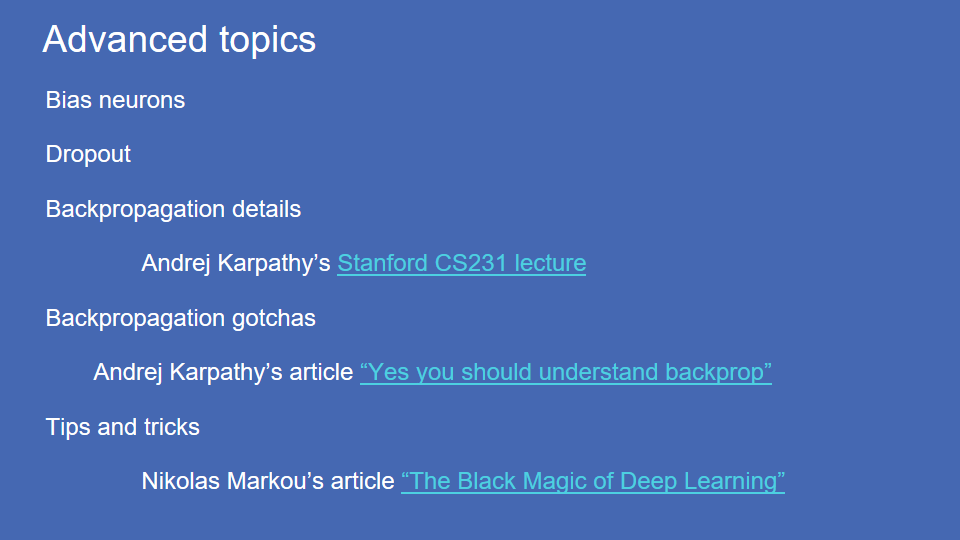 Advanced topics
Bias neurons
Dropout
Backpropagation details
Andrej Karpathy’s Stanford CS231 lecture
Backpropagation gotchas
Andrej Karpathy’s article “Yes you should understand backprop”
Tips and tricks
Nikolas Markou’s article “The Black Magic of Deep Learning”